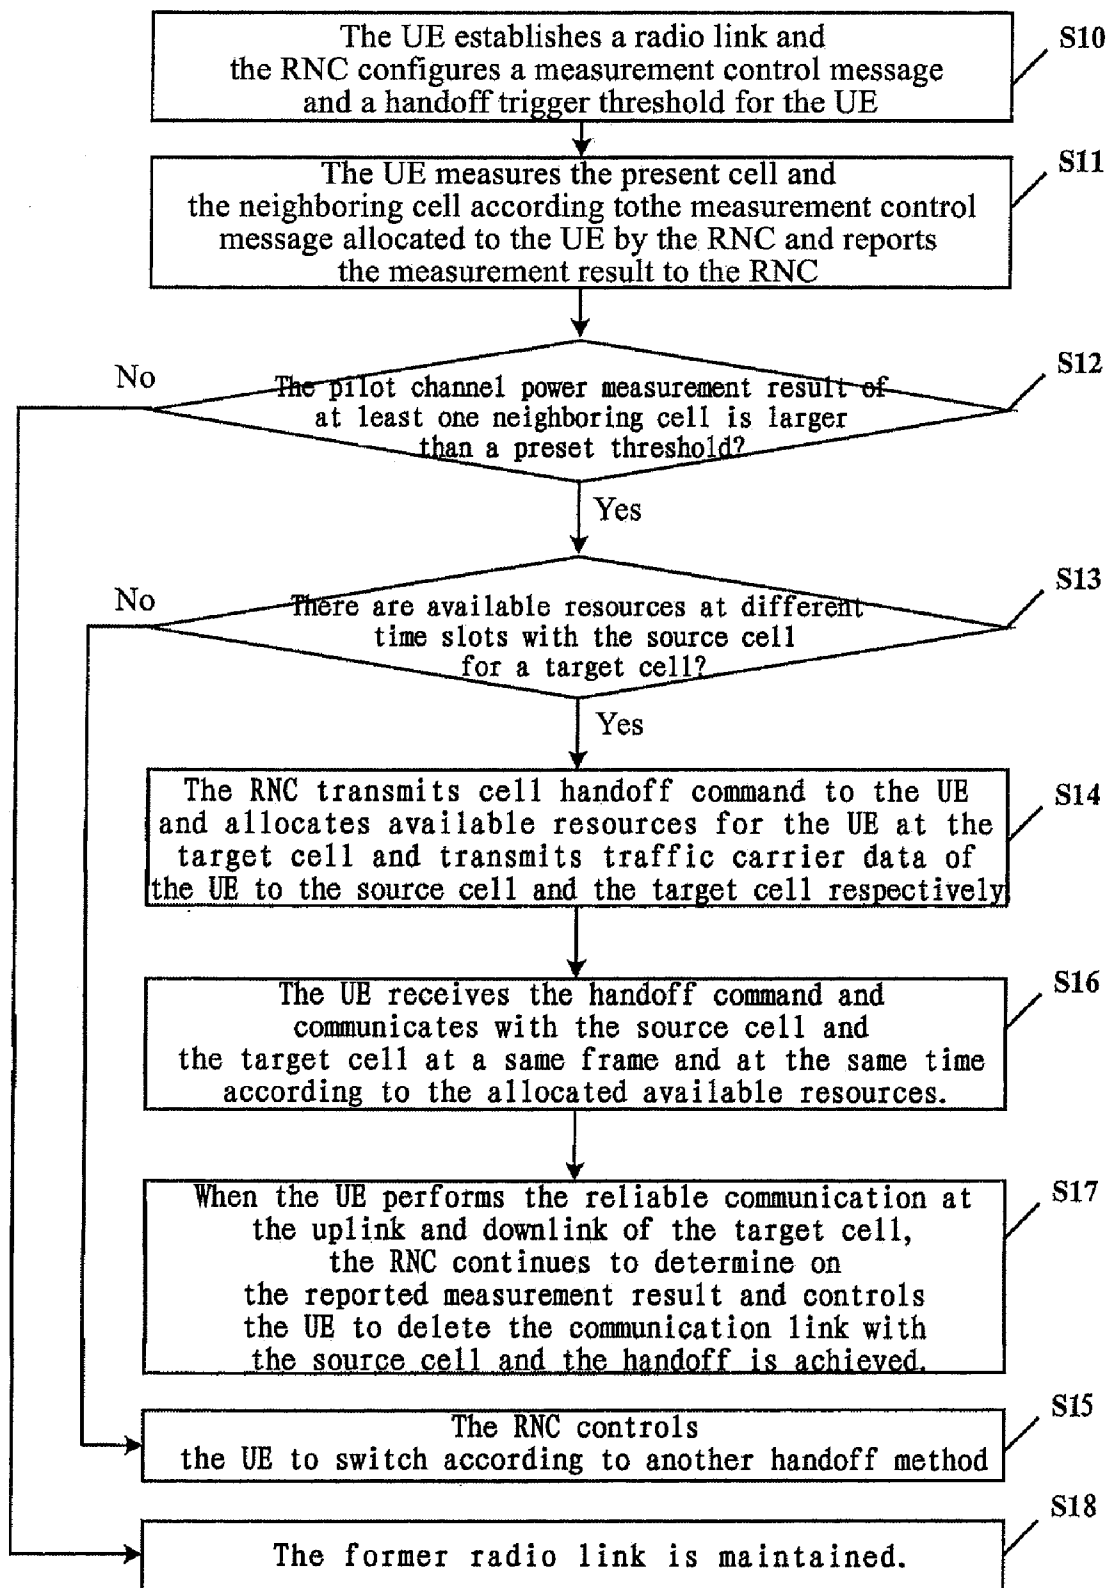 The UE establishes a radio link and
the RNC configures a measurement control message
and a handoff trigger threshold for the UE
S10
The UE measures the present cell and
the neighboring cell according tothe measurement control
message allocated to the UE by the RNC and reports
the measurement result to the RNC
S11
No
The pilot channel power measurement result of
at least one neighboring cell is larger
than a preset threshold?
S12
Yes
No
There are available resources at different
time slots with the source cell
for a target cell?
S13
Yes
The RNC transmits cell handoff command to the UE
and allocates available resources for the UE at the
target cell and transmits traffic carrier data of
the UE to the source cell and the target cell respectively
S14
The UE receives the handoff command and
communicates with the source cell and
the target cell at a same frame and at the same time
according to the allocated available resources.
S16
When the UE performs the reliable communication at
the uplink and downlink of the target cell,
the RNC continues to determine on
the reported measurement result and controls
the UE to delete the communication link with
the source cell and the handoff is achieved.
S17
The RNC controls
the UE to switch according to another handoff method
S15
The former radio link is maintained.
S18